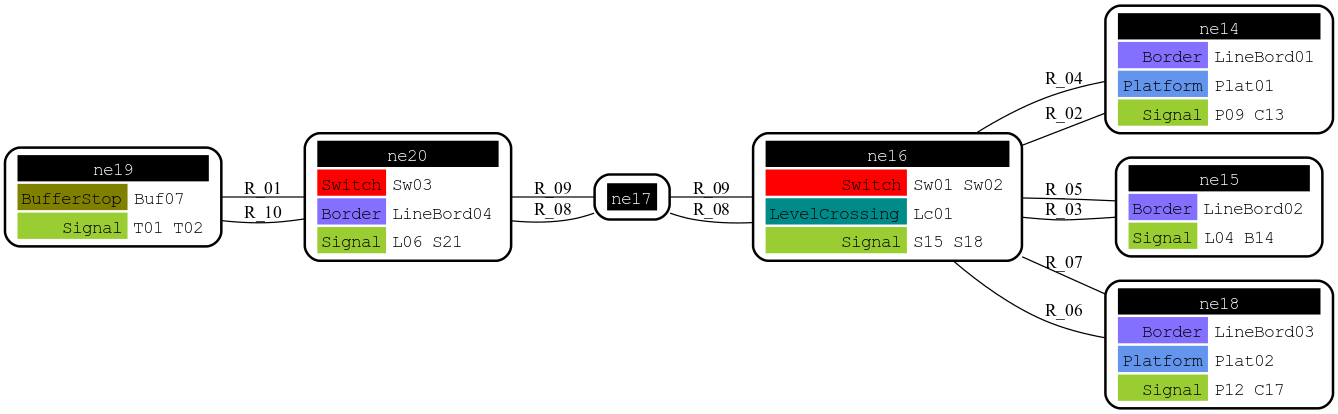 ne19
BufferStop Buf07
Signal T01 T02
R_01
R_10
ne20
Switch Sw03
Border LineBord04
Signal L06 S21
R_09
R_08
ne17
R_09
R_08
ne16
Switch Sw01 Sw02
LevelCrossing Lc01
Signal S15 S18
R_04
R_02
R_05
R_03
R_07
R_06
ne14
Border LineBord01
Platform Plat01
Signal P09 C13
ne15
Border LineBord02
Signal L04 B14
ne18
Border LineBord03
Platform Plat02
Signal P12 C17